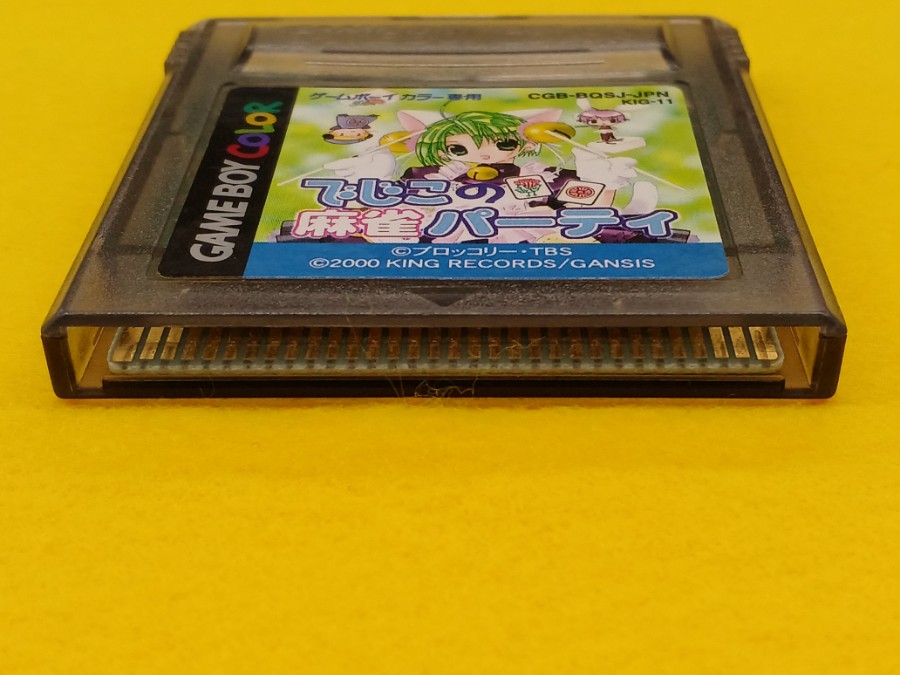 GAME BOY COLOR
ゲームボーイ カラー専用
CGB-BQSJ-JPN
KIG-11
でじこの
麻雀パーティ
©ブロッコリー・TBS
©2000 KING RECORDS/GANSIS